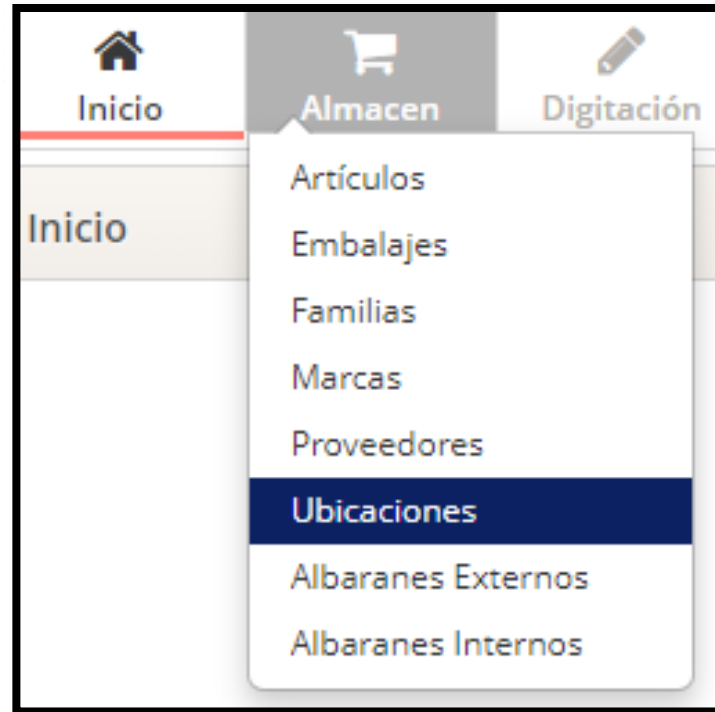 Inicio
Almacen
Digitación
Inicio
Artículos
Embalajes
Familias
Marcas
Proveedores
Ubicaciones
Albaranes Externos
Albaranes Internos